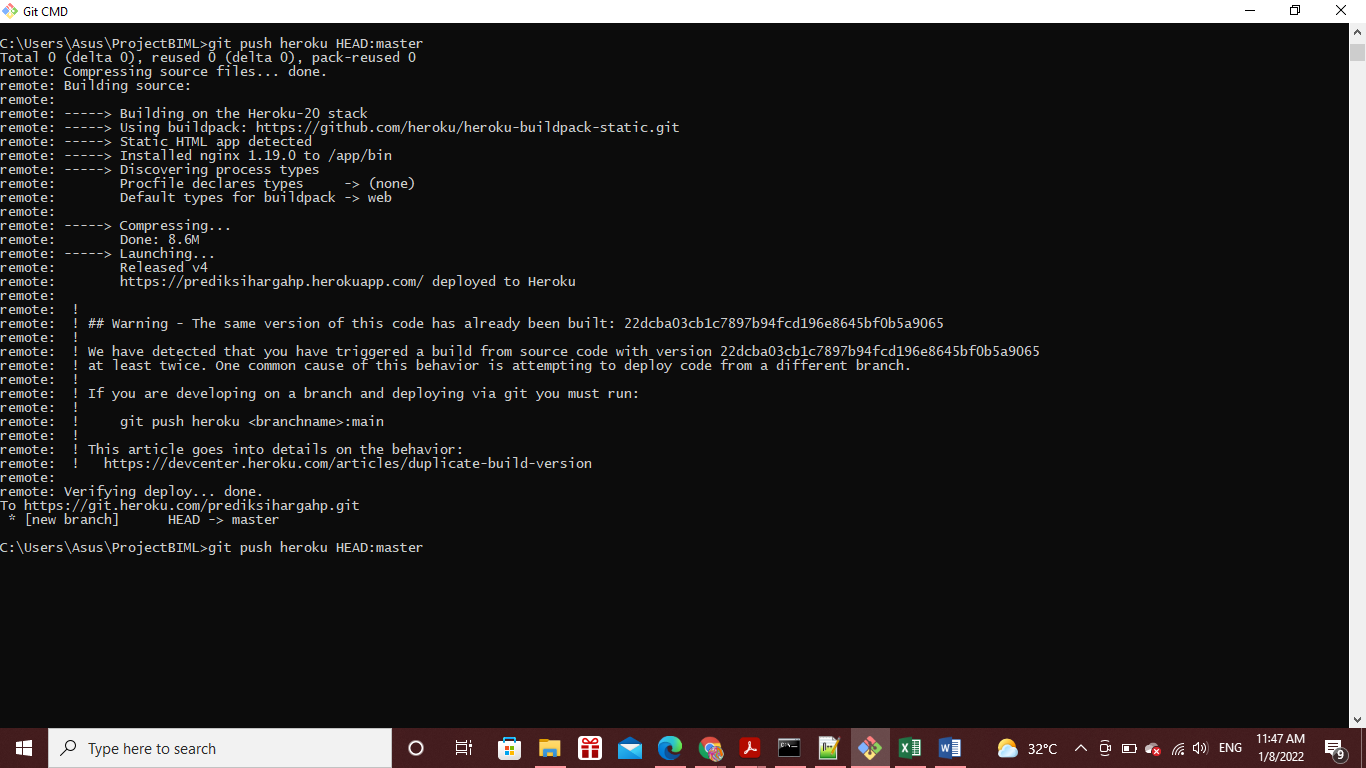 Git CMD
C:\Users\Asus\ProjectBIML>git push heroku HEAD:master
Total 0 (delta 0), reused 0 (delta 0), pack-reused 0
remote: Compressing source files... done.
remote: Building source:
remote:
remote: -----> Building on the Heroku-20 stack
remote: -----> Using buildpack: https://github.com/heroku/heroku-buildpack-static.git
remote: -----> Static HTML app detected
remote: -----> Installed nginx 1.19.0 to /app/bin
remote: -----> Discovering process types
remote:        Procfile declares types     -> (none)
remote:        Default types for buildpack -> web
remote:
remote: -----> Compressing...
remote:        Done: 8.6M
remote: -----> Launching...
remote:        Released v4
remote:        https://prediksihargahp.herokuapp.com/ deployed to Heroku
remote:
remote:  !
remote:  ! ## Warning - The same version of this code has already been built: 22dcba03cb1c7897b94fcd196e8645bf0b5a9065
remote:  !
remote:  ! We have detected that you have triggered a build from source code with version 22dcba03cb1c7897b94fcd196e8645bf0b5a9065
remote:  ! at least twice. One common cause of this behavior is attempting to deploy code from a different branch.
remote:  !
remote:  ! If you are developing on a branch and deploying via git you must run:
remote:  !
remote:  !     git push heroku <branchname>:main
remote:  !
remote:  ! This article goes into details on the behavior:
remote:  !   https://devcenter.heroku.com/articles/duplicate-build-version
remote:
remote: Verifying deploy... done.
To https://git.heroku.com/prediksihargahp.git
 * [new branch]      HEAD -> master
C:\Users\Asus\ProjectBIML>git push heroku HEAD:master
Type here to search
32°C
ENG
11:47 AM
1/8/2022
9